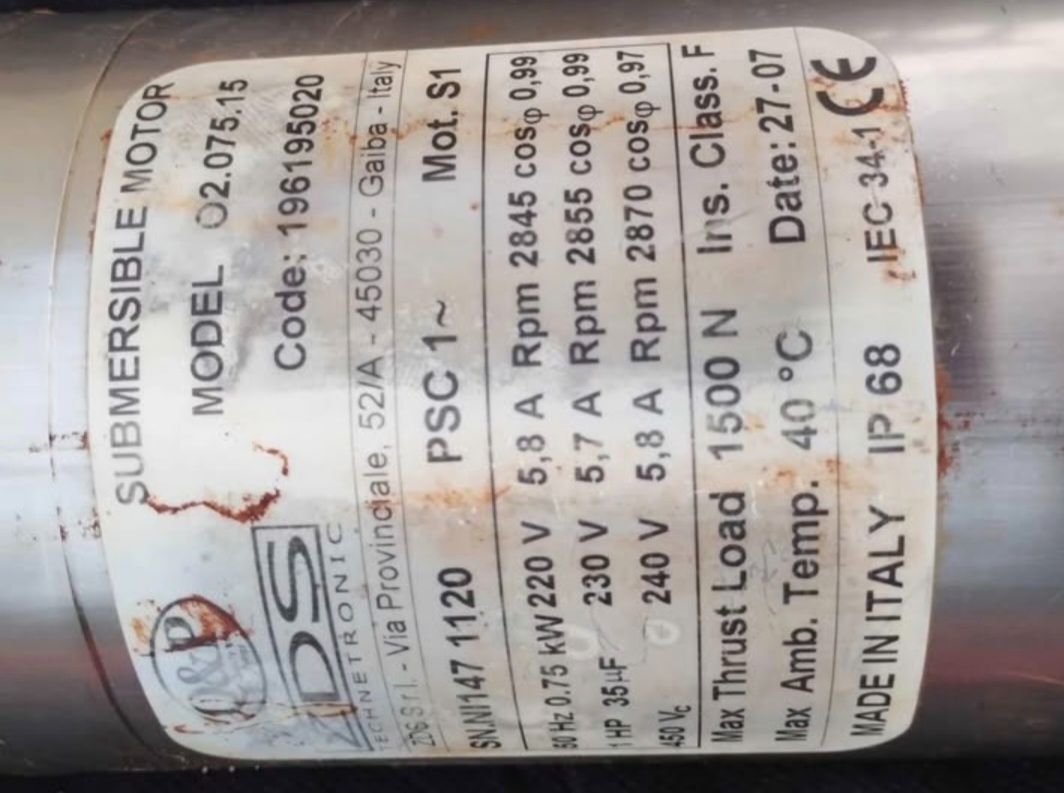 SUBMERSIBLE MOTOR
MODEL O2.075.15
Code: 196195020
ZDS
TECHNETRONIC
ZDS S.r.l. - Via Provinciale, 52/A - 45030 - Gaiba - Italy
SN.NI147 1120 PSC 1~ Mot. S1
50 Hz 0.75 kW 220 V 5,8 A Rpm 2845 cosφ 0,99
1 HP 35µF 230 V 5,7 A Rpm 2855 cosφ 0,99
450 Vc 240 V 5,8 A Rpm 2870 cosφ 0,97
Max Thrust Load 1500 N Ins. Class. F
Max Amb. Temp. 40 °C Date: 27-07
MADE IN ITALY IP 68 IEC 34-1 CE